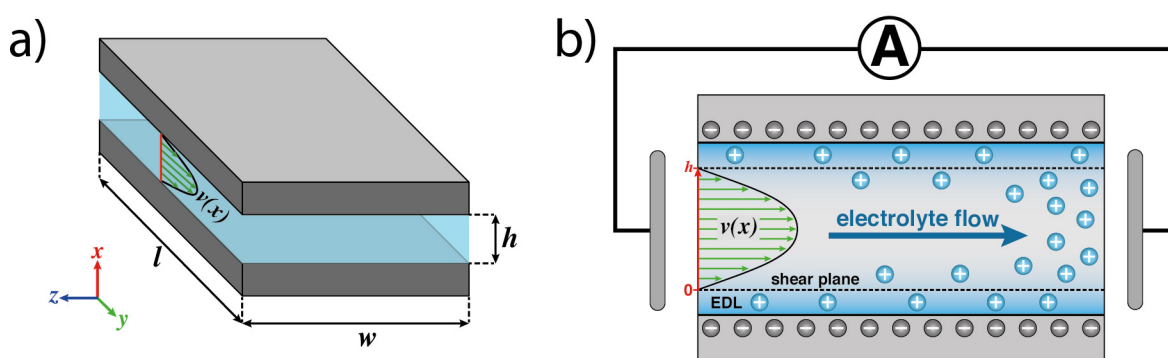 a)
v(x)
h
l
w
x
z
y
b)
A
h
v(x)
electrolyte flow
shear plane
0
EDL